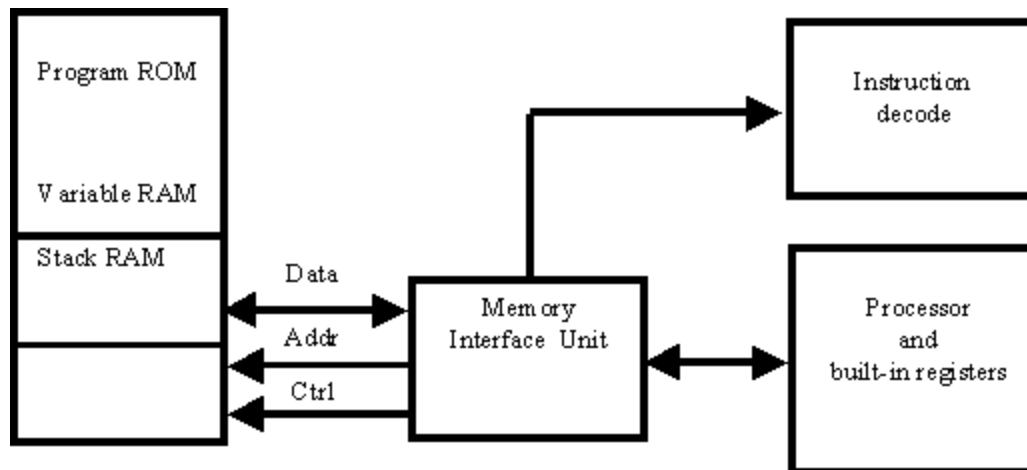 Program ROM
Variable RAM
Stack RAM
Data
Addr
Ctrl
Memory
Interface Unit
Instruction
decode
Processor
and
built-in registers